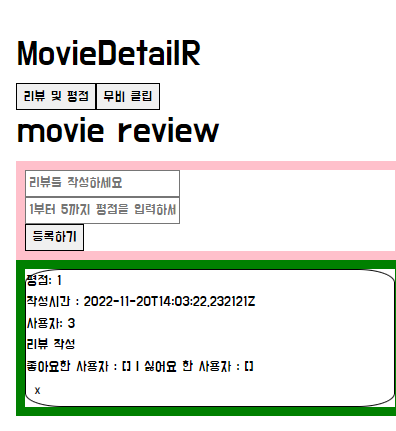 MovieDetailR
리뷰 및 평점 무비 클립
movie review
리뷰를 작성하세요
1부터 5까지 평점을 입력하서
등록하기
평점: 1
작성시간 : 2022-11-20T14:03:22.232121Z
사용자: 3
리뷰 작성
좋아요한 사용자 : [] | 싫어요 한 사용자 : []
x